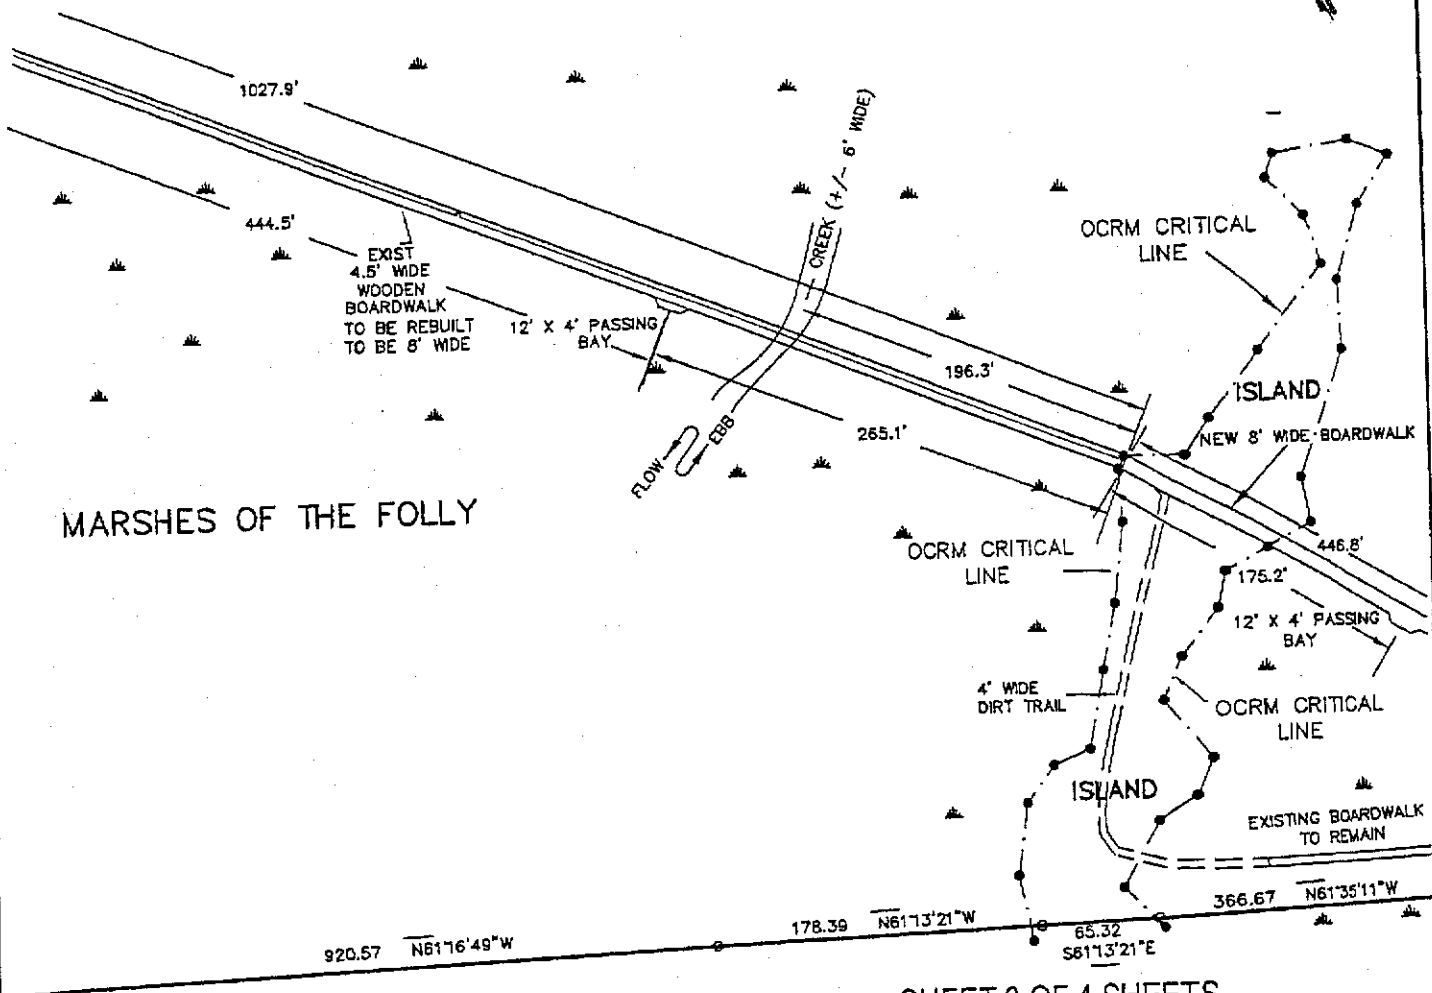 1027.9'
444.5'
EXIST
4.5' WIDE
WOODEN
BOARDWALK
TO BE REBUILT
TO BE 8' WIDE
12' X 4' PASSING
BAY
CREEK (+/- 6' WIDE)
OCRM CRITICAL
LINE
196.3'
265.1'
FLOW
EBB
ISLAND
NEW 8' WIDE BOARDWALK
MARSHES OF THE FOLLY
OCRM CRITICAL
LINE
446.8'
175.2'
12' X 4' PASSING
BAY
4' WIDE
DIRT TRAIL
OCRM CRITICAL
LINE
ISLAND
EXISTING BOARDWALK
TO REMAIN
920.57 N61°16'49"W
178.39 N61°13'21"W
65.32
S61°13'21"E
366.67 N61°35'11"W
OF 4 SHEETS